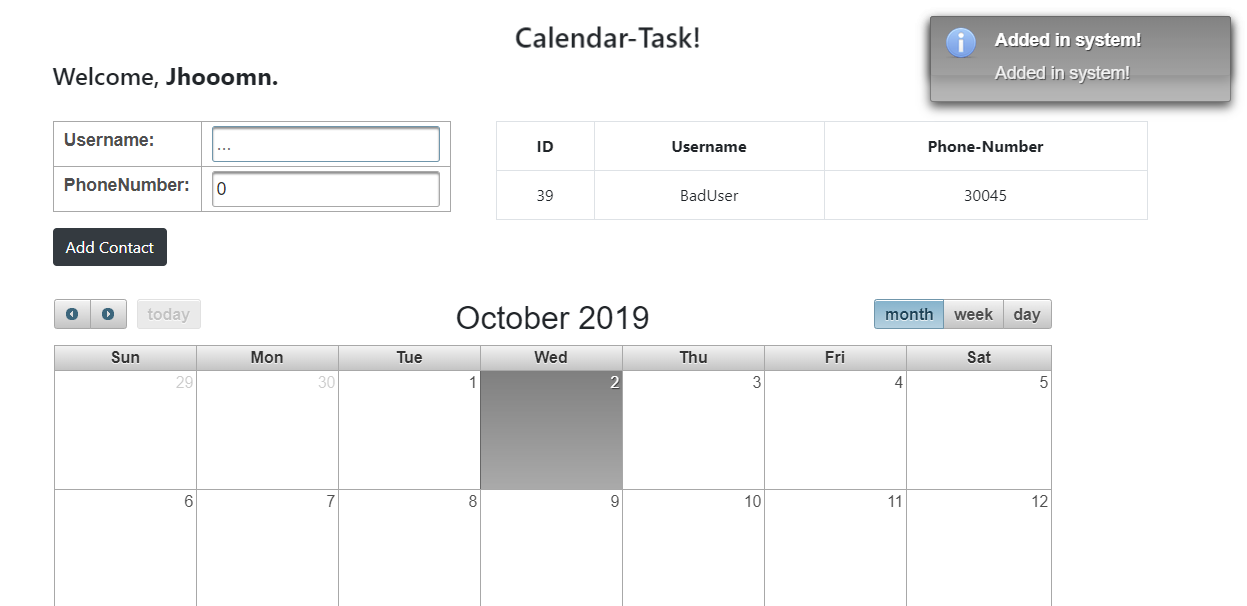 Calendar-Task!
Added in system!
Added in system!
Welcome, Jhooomn.
Username: ...
PhoneNumber: 0
ID Username Phone-Number
39 BadUser 30045
Add Contact
today October 2019 month week day
Sun Mon Tue Wed Thu Fri Sat
29 30 1 2 3 4 5
6 7 8 9 10 11 12